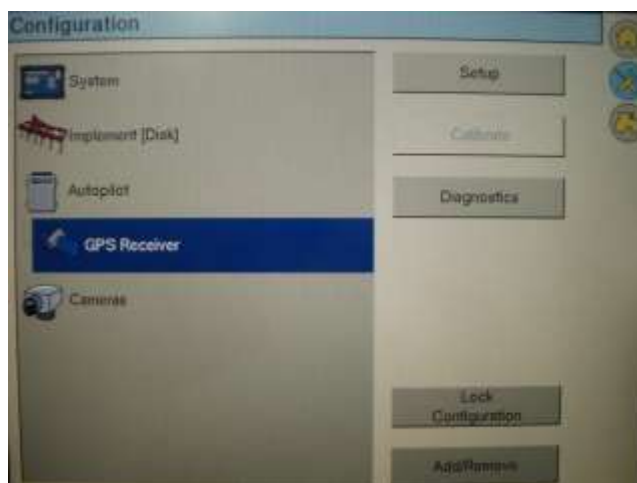 Configuration
System
Setup
Implement [Disk]
Calibrate
Autopilot
Diagnostics
GPS Receiver
Cameras
Lock
Configuration
Add/Remove